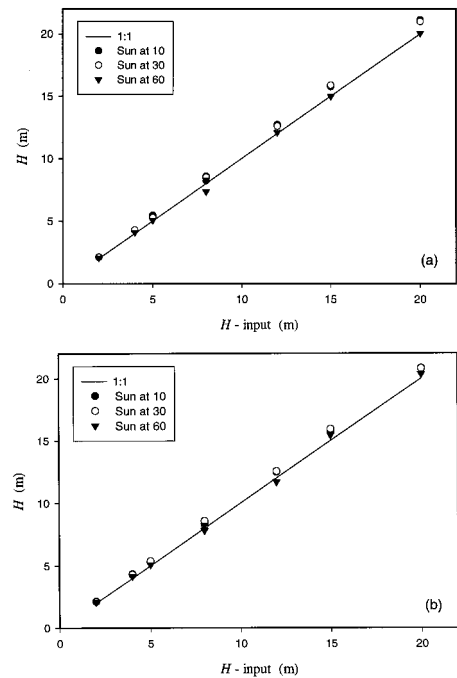 20
15
10
5
0
H (m)
1:1
Sun at 10
Sun at 30
Sun at 60
(a)
0 5 10 15 20
H - input (m)
20
15
10
5
0
H (m)
1:1
Sun at 10
Sun at 30
Sun at 60
(b)
0 5 10 15 20
H - input (m)